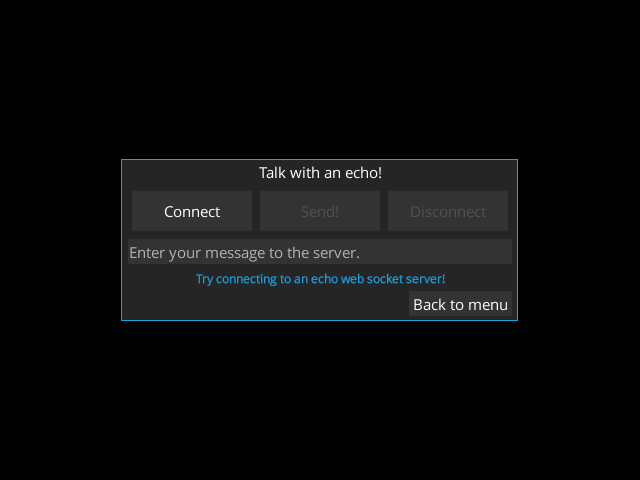 Talk with an echo!
Connect Send! Disconnect
Enter your message to the server.
Try connecting to an echo web socket server!
Back to menu